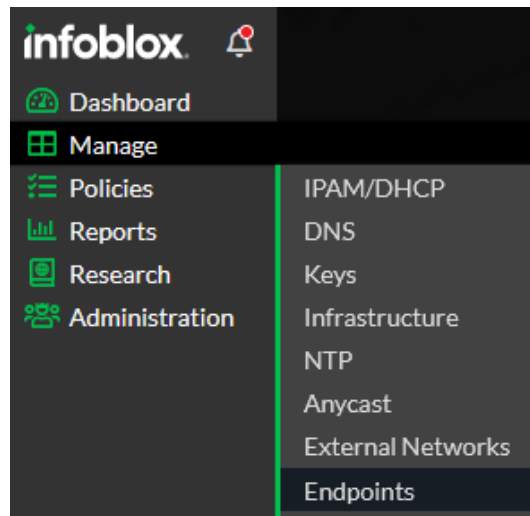 infoblox.
Dashboard
Manage
Policies
Reports
Research
Administration
IPAM/DHCP
DNS
Keys
Infrastructure
NTP
Anycast
External Networks
Endpoints